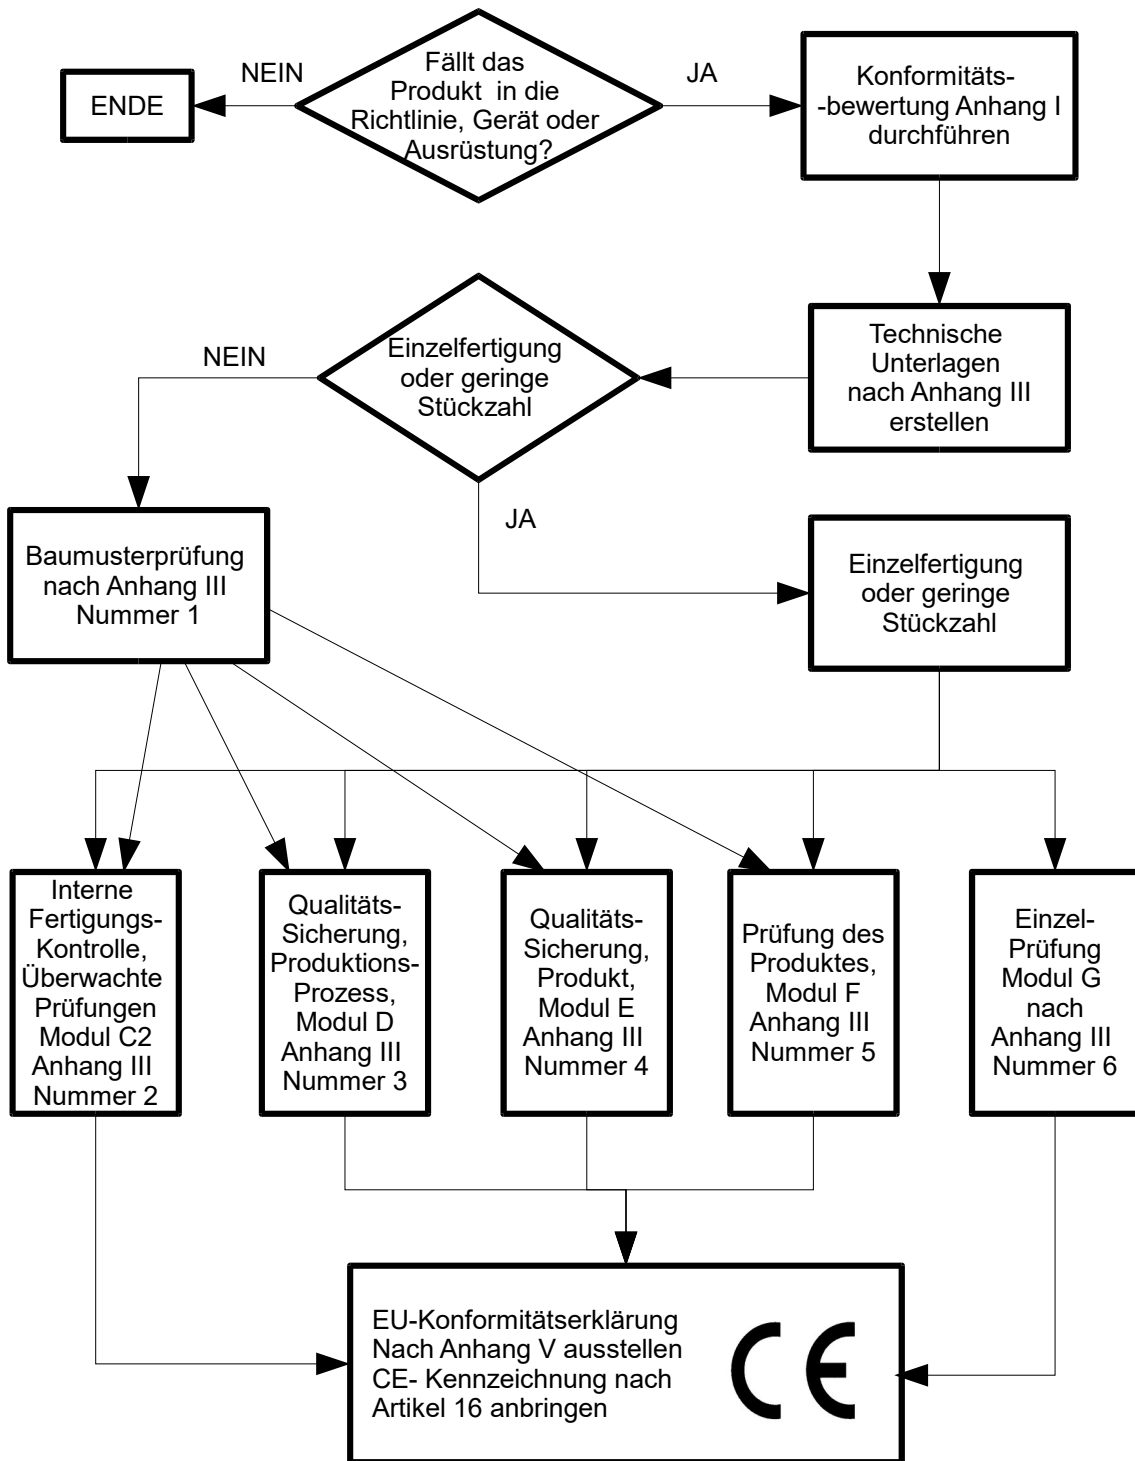 NEIN
Fällt das
Produkt in die
Richtlinie, Gerät oder
Ausrüstung?
JA
ENDE
Konformitäts-
-bewertung Anhang I
durchführen
Technische
Unterlagen
nach Anhang III
erstellen
Einzelfertigung
oder geringe
Stückzahl
NEIN
JA
Baumusterprüfung
nach Anhang III
Nummer 1
Einzelfertigung
oder geringe
Stückzahl
Interne
Fertigungs-
Kontrolle,
Überwachte
Prüfungen
Modul C2
Anhang III
Nummer 2
Qualitäts-
Sicherung,
Produktions-
Prozess,
Modul D
Anhang III
Nummer 3
Qualitäts-
Sicherung,
Produkt,
Modul E
Anhang III
Nummer 4
Prüfung des
Produktes,
Modul F
Anhang III
Nummer 5
Einzel-
Prüfung
Modul G
nach
Anhang III
Nummer 6
EU-Konformitätserklärung
Nach Anhang V ausstellen
CE- Kennzeichnung nach
Artikel 16 anbringen
CE